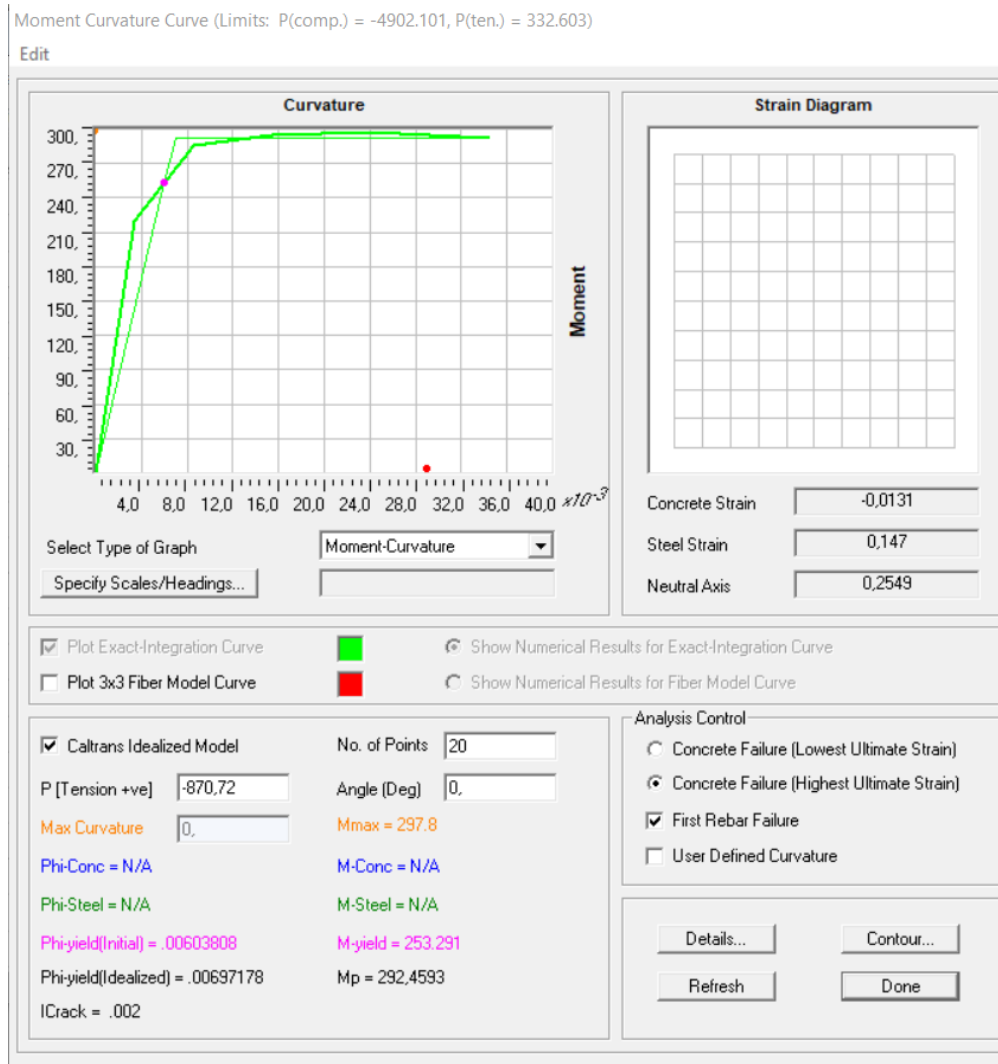 Moment Curvature Curve (Limits:  P(comp.) = -4902.101, P(ten.) = 332.603)
Edit
Curvature
300,
270,
240,
210,
180,
150,
120,
90,
60,
30,
4,0 8,0 12,0 16,0 20,0 24,0 28,0 32,0 36,0 40,0 x10-3
Moment
Select Type of Graph Moment-Curvature
Specify Scales/Headings...
Strain Diagram
Concrete Strain -0,0131
Steel Strain 0,147
Neutral Axis 0,2549
Plot Exact-Integration Curve Show Numerical Results for Exact-Integration Curve
Plot 3x3 Fiber Model Curve Show Numerical Results for Fiber Model Curve
Caltrans Idealized Model No. of Points 20
P [Tension +ve] -870,72 Angle (Deg) 0,
Max Curvature 0, Mmax = 297.8
Phi-Conc = N/A M-Conc = N/A
Phi-Steel = N/A M-Steel = N/A
Phi-yield(Initial) = .00603808 M-yield = 253.291
Phi-yield(Idealized) = .00697178 Mp = 292,4593
ICrack = .002
Analysis Control
Concrete Failure (Lowest Ultimate Strain)
Concrete Failure (Highest Ultimate Strain)
First Rebar Failure
User Defined Curvature
Details... Contour...
Refresh Done